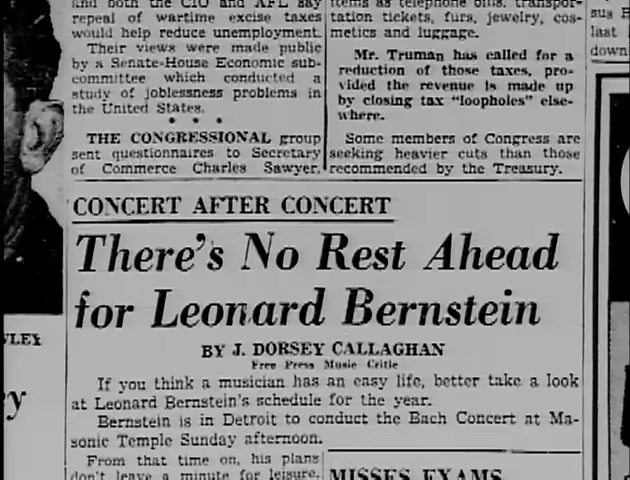 and both the CIO and AFL say
repeal of wartime excise taxes
would help reduce unemployment.
Their views were made public
by a Senate-House Economic sub-
committee which conducted a
study of joblessness problems in
the United States.
THE CONGRESSIONAL group
sent questionnaires to Secretary
of Commerce Charles Sawyer,
items as telephone bills, transpor-
tation tickets, furs, jewelry, cos-
metics and luggage.
Mr. Truman has called for a
reduction of those taxes, pro-
vided the revenue is made up
by closing tax "loopholes" else-
where.
Some members of Congress are
seeking heavier cuts than those
recommended by the Treasury.
sus
last
down
CONCERT AFTER CONCERT
There's No Rest Ahead
for Leonard Bernstein
BY J. DORSEY CALLAGHAN
Free Press Music Critic
If you think a musician has an easy life, better take a look
at Leonard Bernstein's schedule for the year.
Bernstein is in Detroit to conduct the Bach Concert at Ma-
sonic Temple Sunday afternoon.
From that time on, his plans
don't leave a minute for leisure.
MISSES EXAMS